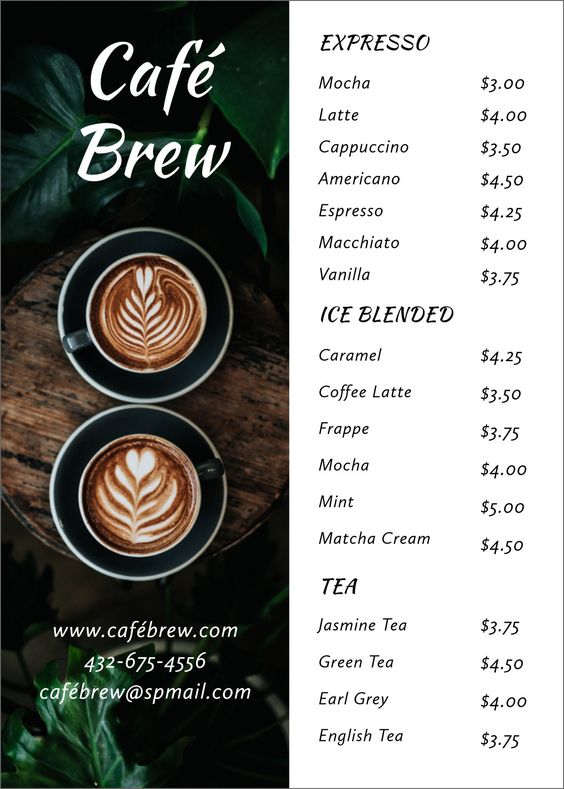 Café
Brew
www.cafébrew.com
432-675-4556
cafébrew@spmail.com
EXPRESSO
Mocha $3.00
Latte $4.00
Cappuccino $3.50
Americano $4.50
Espresso $4.25
Macchiato $4.00
Vanilla $3.75
ICE BLENDED
Caramel $4.25
Coffee Latte $3.50
Frappe $3.75
Mocha $4.00
Mint $5.00
Matcha Cream $4.50
TEA
Jasmine Tea $3.75
Green Tea $4.50
Earl Grey $4.00
English Tea $3.75